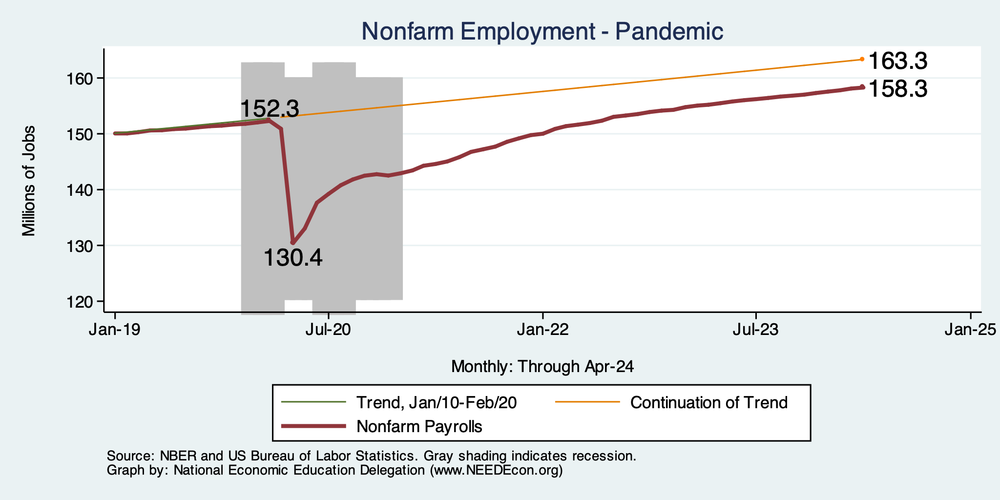 Nonfarm Employment - Pandemic
163.3
160
158.3
152.3
150
140
130
130.4
120
Millions of Jobs
Jan-19 Jul-20 Jan-22 Jul-23 Jan-25
Monthly: Through Apr-24
Trend, Jan/10-Feb/20 Continuation of Trend
Nonfarm Payrolls
Source: NBER and US Bureau of Labor Statistics. Gray shading indicates recession.
Graph by: National Economic Education Delegation (www.NEEDEcon.org)